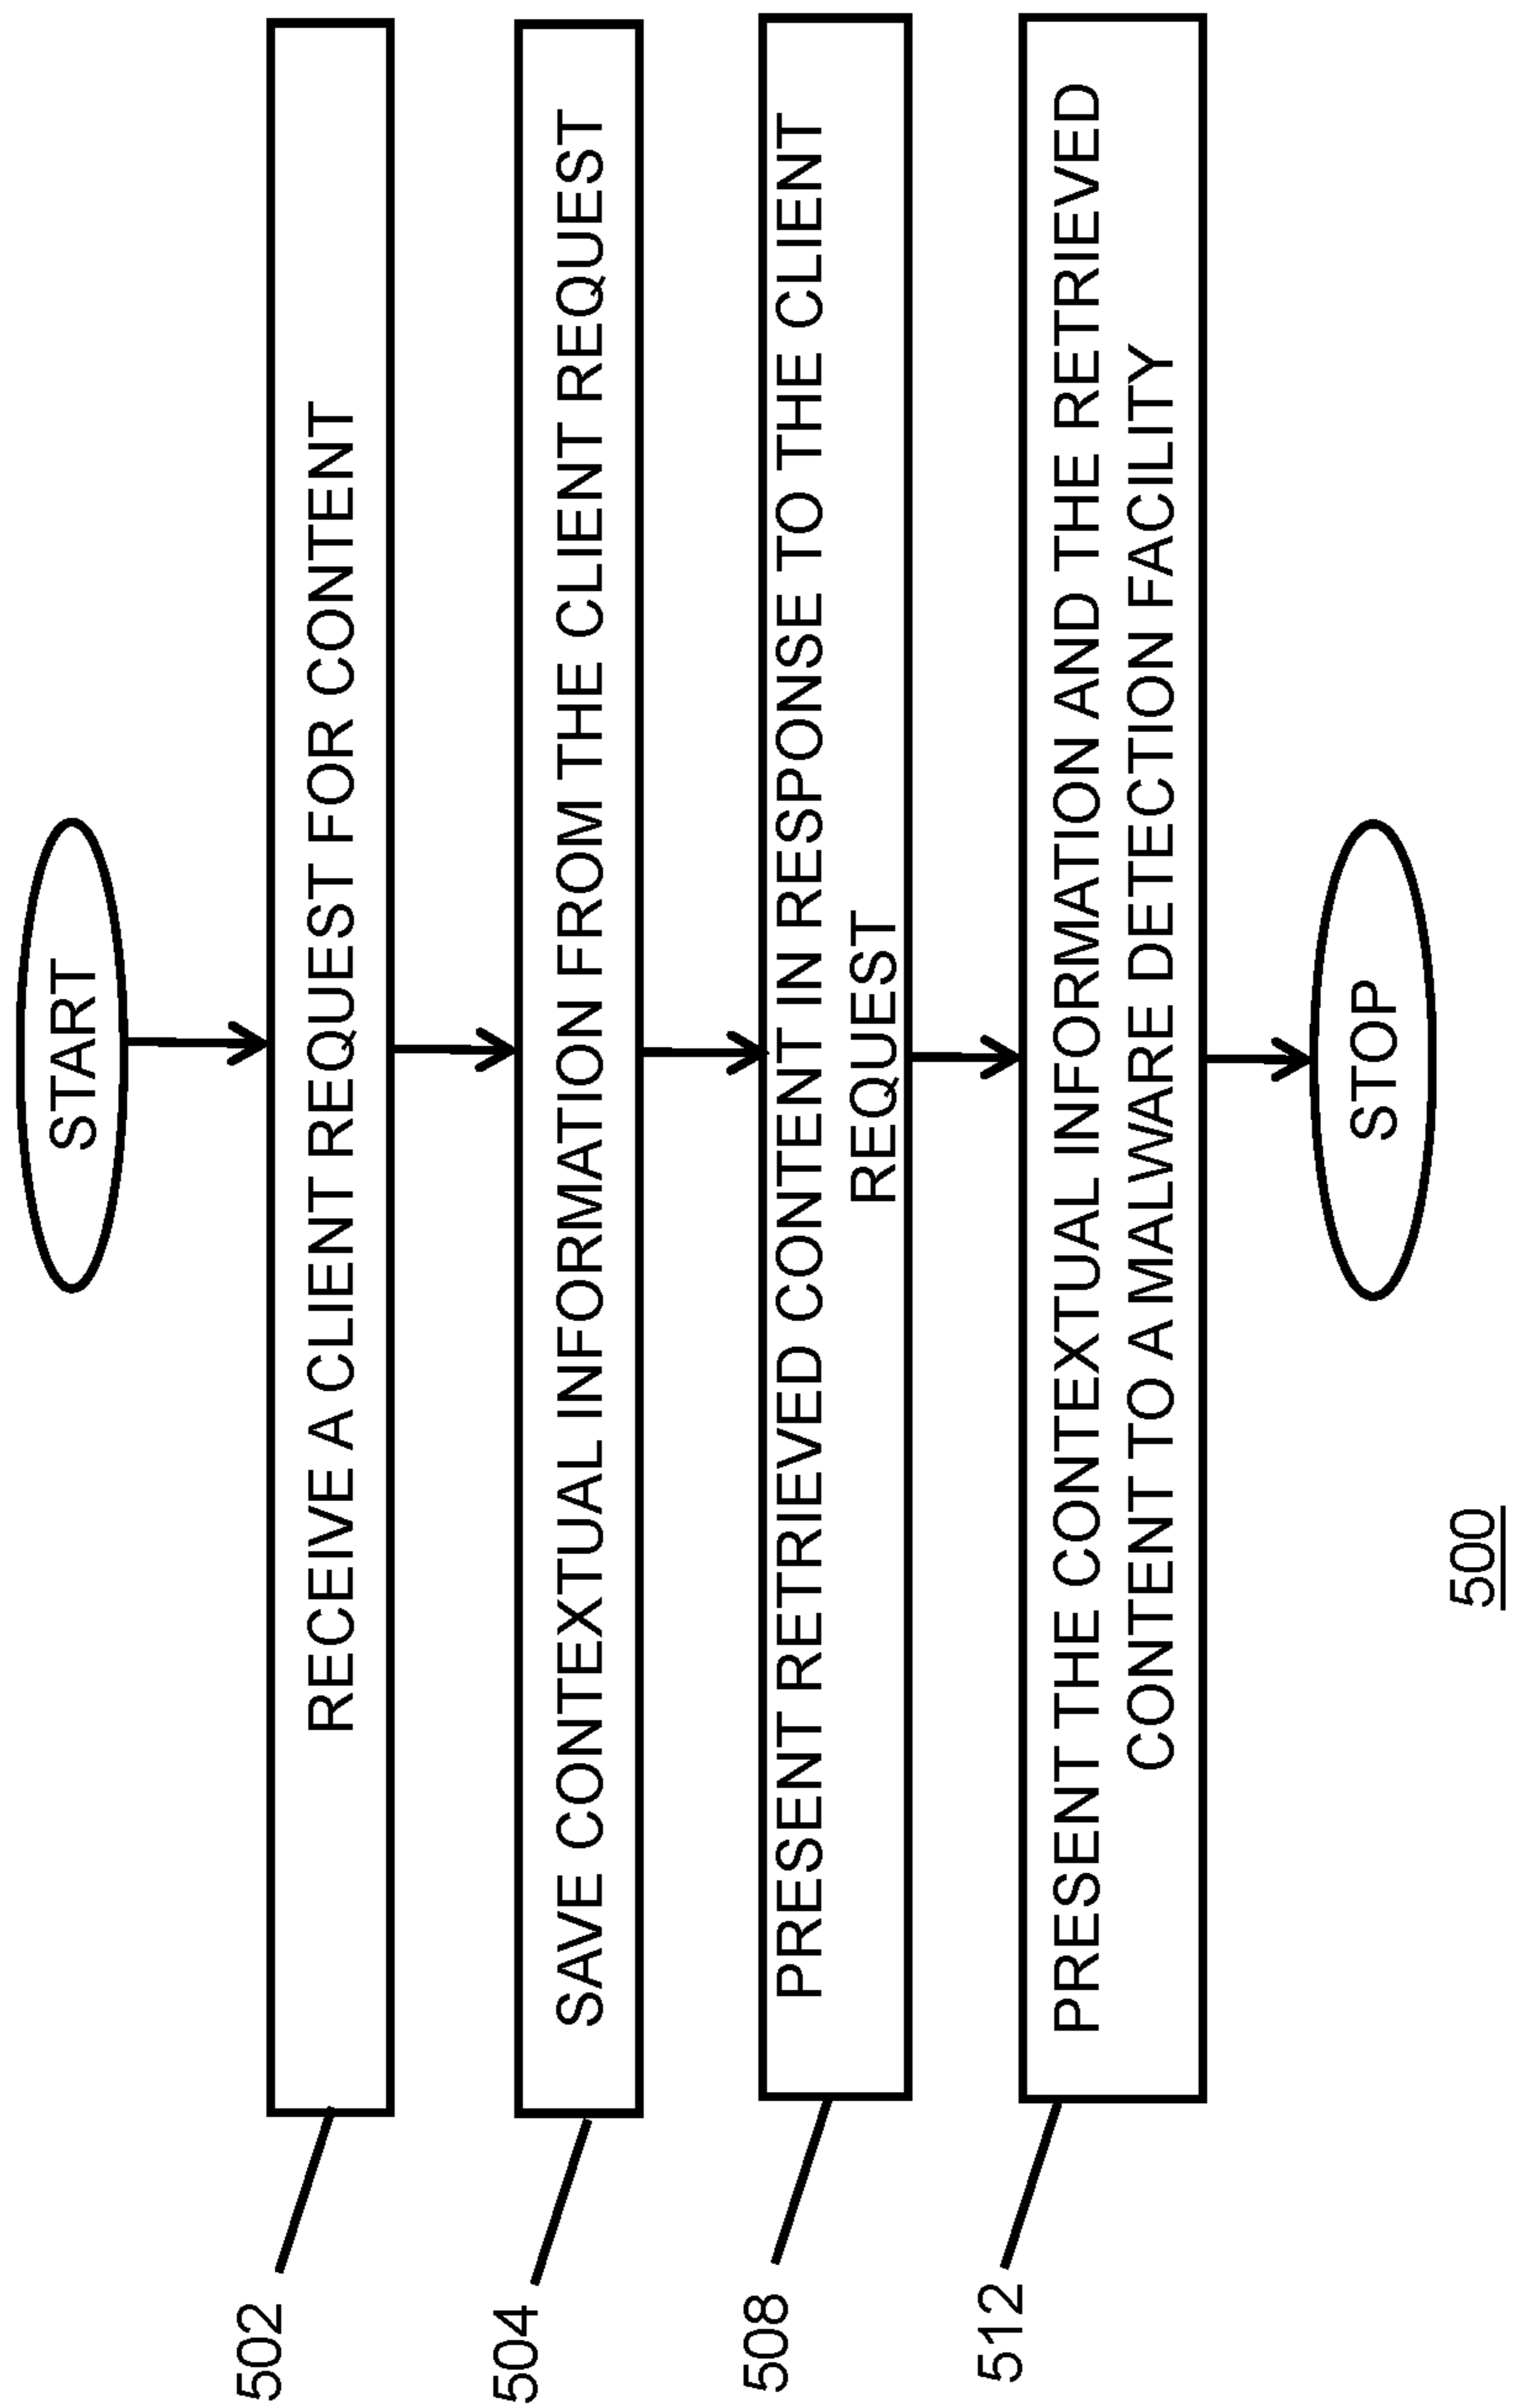 START
502
RECEIVE A CLIENT REQUEST FOR CONTENT
504
SAVE CONTEXTUAL INFORMATION FROM THE CLIENT REQUEST
508
PRESENT RETRIEVED CONTENT IN RESPONSE TO THE CLIENT
REQUEST
512
PRESENT THE CONTEXTUAL INFORMATION AND THE RETRIEVED
CONTENT TO A MALWARE DETECTION FACILITY
STOP
500